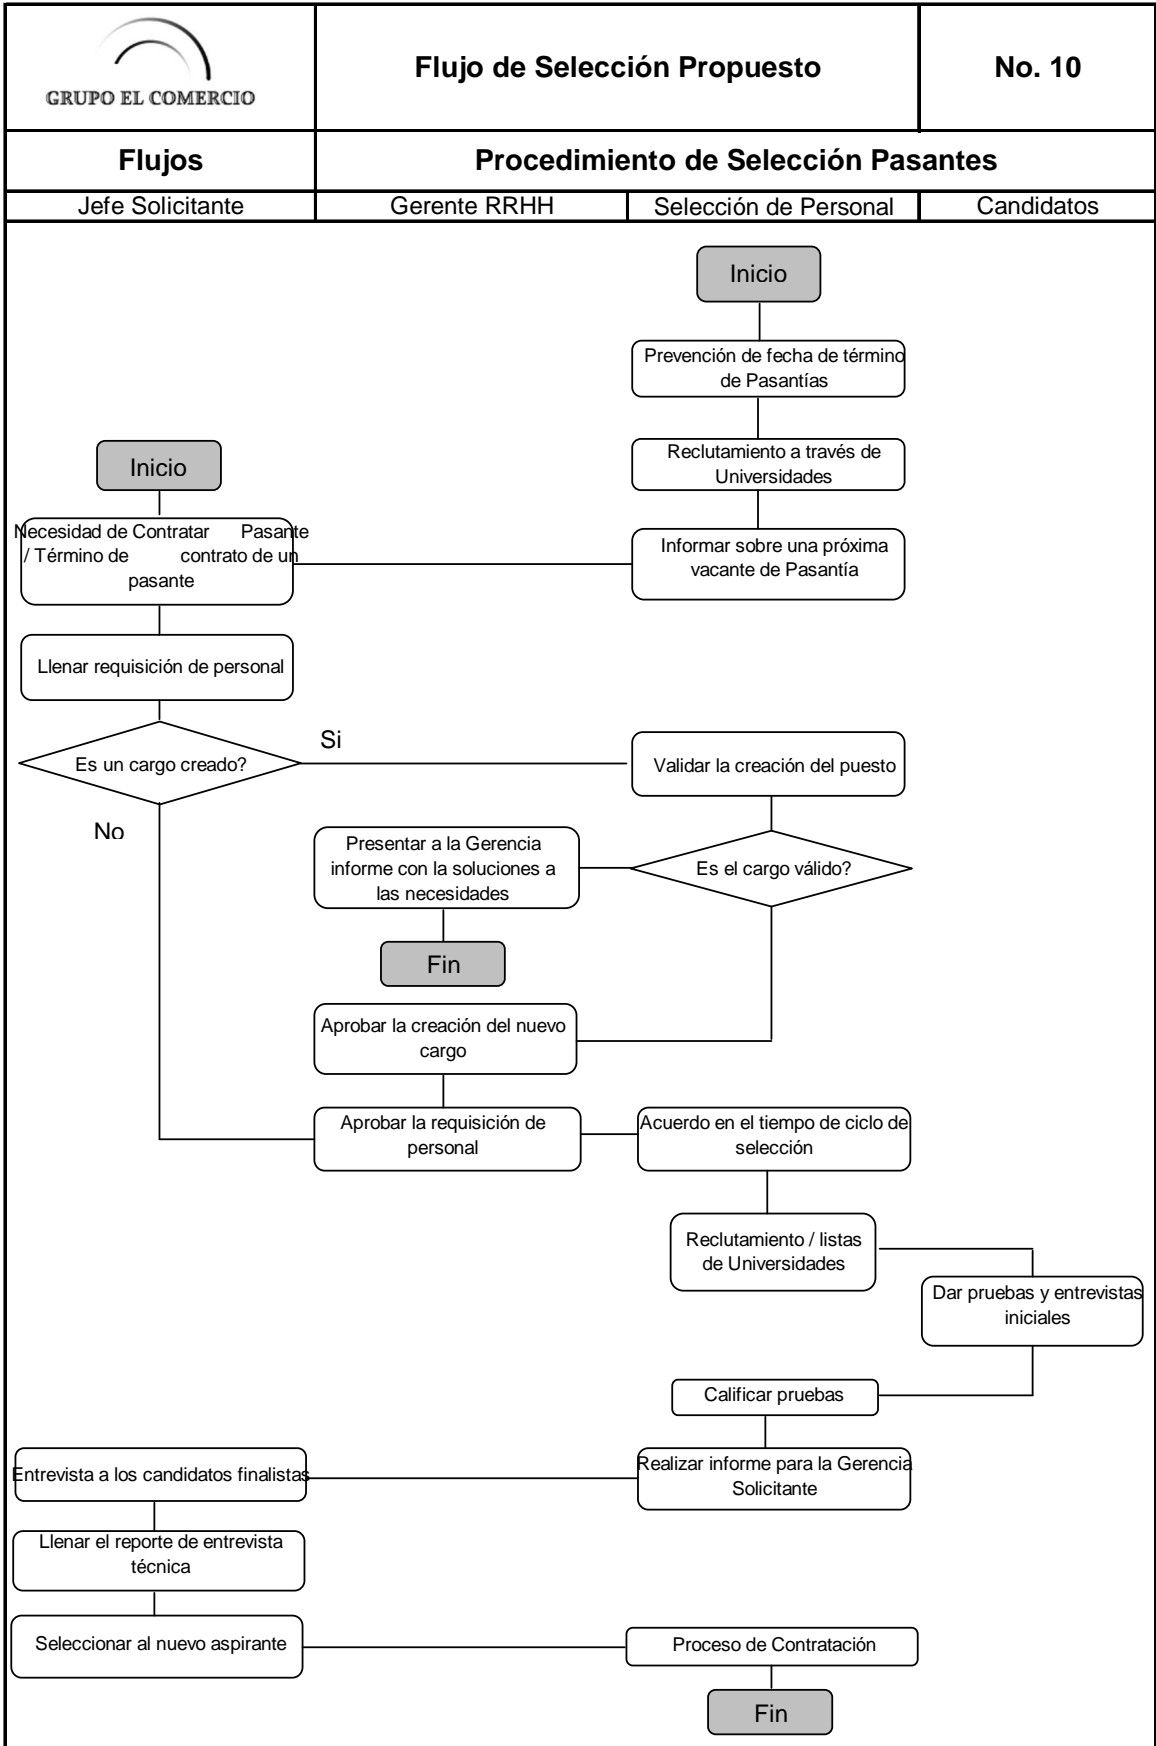 GRUPO EL COMERCIO
Flujo de Selección Propuesto
No. 10
Flujos
Procedimiento de Selección Pasantes
Jefe Solicitante
Gerente RRHH
Selección de Personal
Candidatos
Inicio
Prevención de fecha de término
de Pasantías
Reclutamiento a través de
Universidades
Inicio
Necesidad de Contratar Pasante
/ Término de contrato de un
pasante
Informar sobre una próxima
vacante de Pasantía
Llenar requisición de personal
Es un cargo creado?
Si
No
Validar la creación del puesto
Presentar a la Gerencia
informe con la soluciones a
las necesidades
Es el cargo válido?
Fin
Aprobar la creación del nuevo
cargo
Aprobar la requisición de
personal
Acuerdo en el tiempo de ciclo de
selección
Reclutamiento / listas
de Universidades
Dar pruebas y entrevistas
iniciales
Calificar pruebas
Entrevista a los candidatos finalistas
Realizar informe para la Gerencia
Solicitante
Llenar el reporte de entrevista
técnica
Seleccionar al nuevo aspirante
Proceso de Contratación
Fin